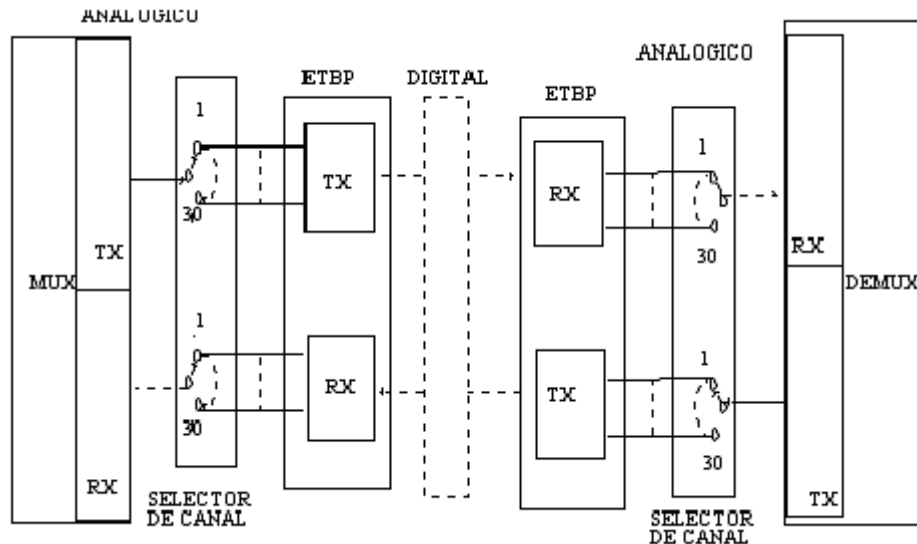 ANALOGICO
ETBP
DIGITAL
ETBP
ANALOGICO
1
30
TX
TX
MUX
1
30
RX
RX
SELECTOR
DE CANAL
RX
1
30
RX
DEMUX
TX
1
30
TX
SELECTOR
DE CANAL